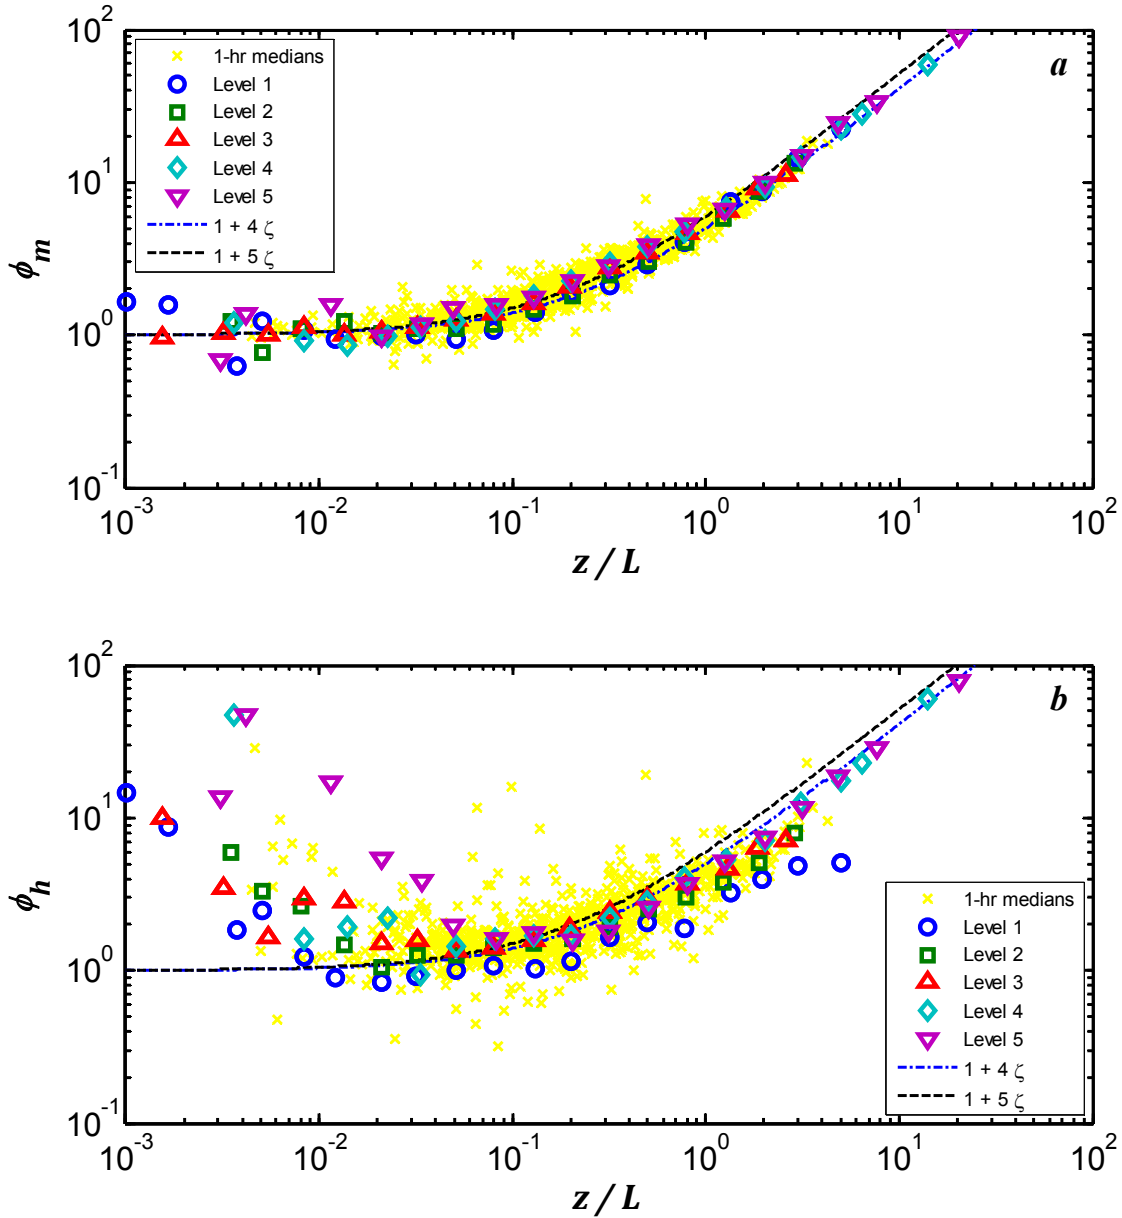 10^2
10^1
10^0
10^-1
ϕ_m
a
1-hr medians
Level 1
Level 2
Level 3
Level 4
Level 5
1 + 4 ζ
1 + 5 ζ
10^-3 10^-2 10^-1 10^0 10^1 10^2
z / L
10^2
10^1
10^0
10^-1
ϕ_h
b
1-hr medians
Level 1
Level 2
Level 3
Level 4
Level 5
1 + 4 ζ
1 + 5 ζ
10^-3 10^-2 10^-1 10^0 10^1 10^2
z / L